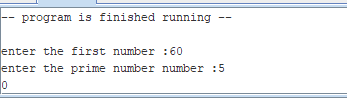 -- program is finished running --
enter the first number :60
enter the prime number number :5
0